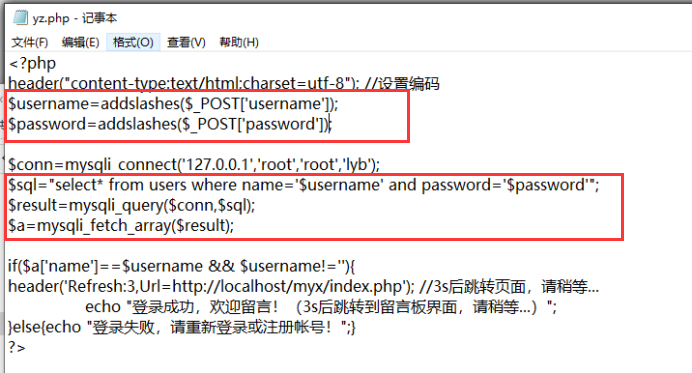 yz.php - 记事本
文件(F) 编辑(E) 格式(O) 查看(V) 帮助(H)
<?php
header("content-type:text/html;charset=utf-8"); //设置编码
$username=addslashes($_POST['username']);
$password=addslashes($_POST['password']);
$conn=mysqli_connect('127.0.0.1','root','root','lyb');
$sql="select* from users where name='$username' and password='$password'";
$result=mysqli_query($conn,$sql);
$a=mysqli_fetch_array($result);
if($a['name']==$username && $username!=''){
header('Refresh:3,Url=http://localhost/myx/index.php'); //3s后跳转页面，请稍等...
echo "登录成功，欢迎留言！（3s后跳转到留言板界面，请稍等...）";
}else{echo "登录失败，请重新登录或注册帐号！";}
?>